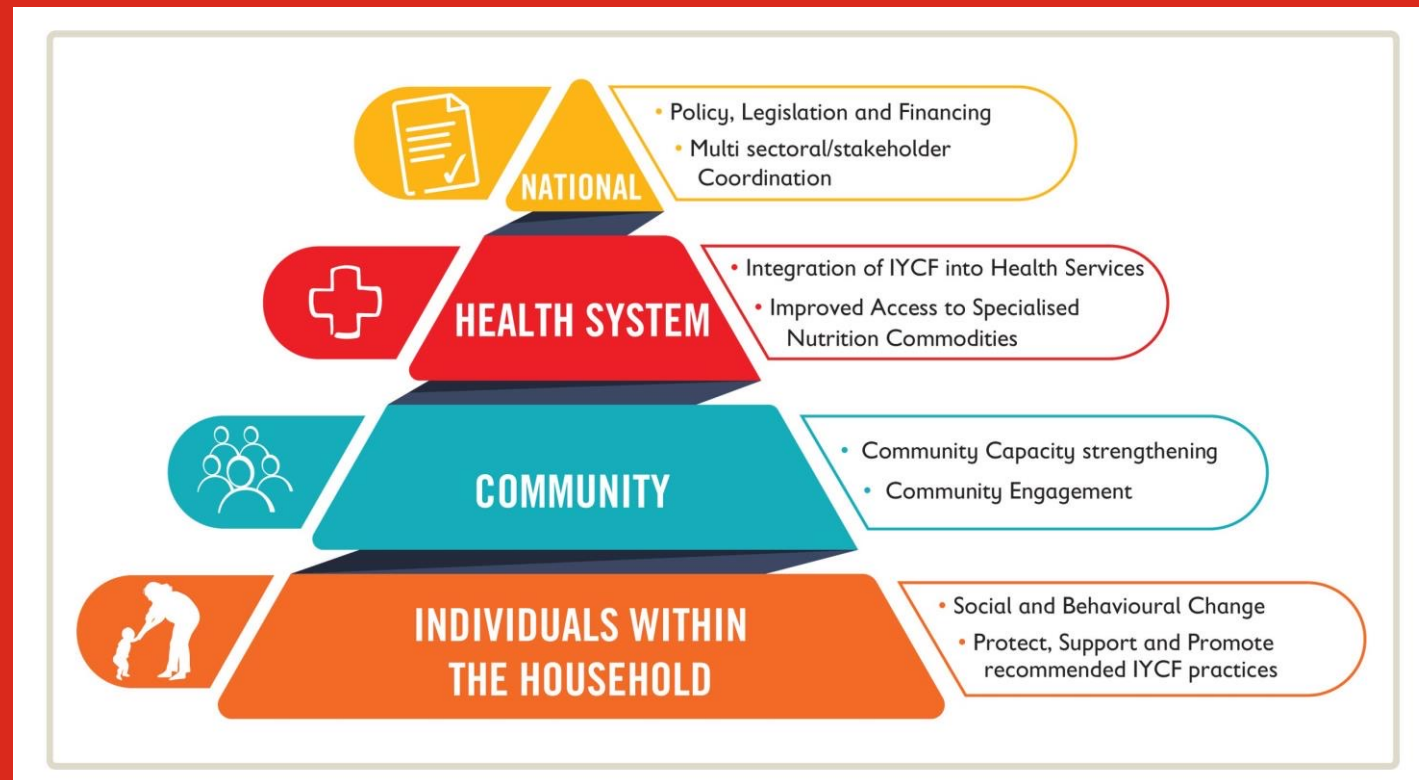 • Policy, Legislation and Financing
• Multi sectoral/stakeholder
Coordination
NATIONAL
• Integration of IYCF into Health Services
• Improved Access to Specialised
Nutrition Commodities
HEALTH SYSTEM
• Community Capacity strengthening
• Community Engagement
COMMUNITY
• Social and Behavioural Change
• Protect, Support and Promote
recommended IYCF practices
INDIVIDUALS WITHIN
THE HOUSEHOLD